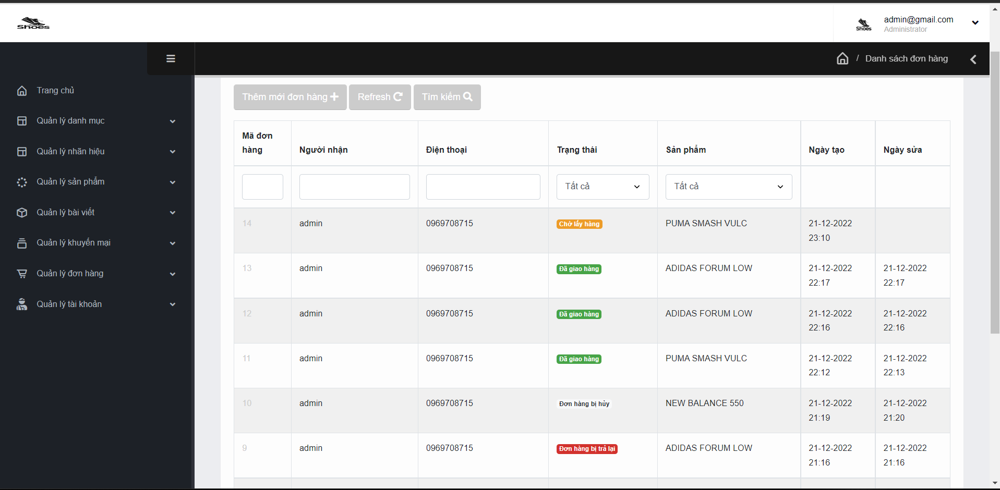 Shoes
Shoes
admin@gmail.com
Administrator
/ Danh sách đơn hàng
Trang chủ
Quản lý danh mục
Quản lý nhãn hiệu
Quản lý sản phẩm
Quản lý bài viết
Quản lý khuyến mại
Quản lý đơn hàng
Quản lý tài khoản
Thêm mới đơn hàng
Refresh
Tìm kiếm
Mã đơn
hàng
Người nhận
Điện thoại
Trạng thái
Sản phẩm
Ngày tạo
Ngày sửa
Tất cả
Tất cả
14 admin 0969708715 Chờ lấy hàng PUMA SMASH VULC 21-12-2022
23:10
13 admin 0969708715 Đã giao hàng ADIDAS FORUM LOW 21-12-2022 21-12-2022
22:17 22:17
12 admin 0969708715 Đã giao hàng ADIDAS FORUM LOW 21-12-2022 21-12-2022
22:16 22:16
11 admin 0969708715 Đã giao hàng PUMA SMASH VULC 21-12-2022 21-12-2022
22:12 22:13
10 admin 0969708715 Đơn hàng bị hủy NEW BALANCE 550 21-12-2022 21-12-2022
21:19 21:20
9 admin 0969708715 Đơn hàng bị trả lại ADIDAS FORUM LOW 21-12-2022 21-12-2022
21:16 21:16